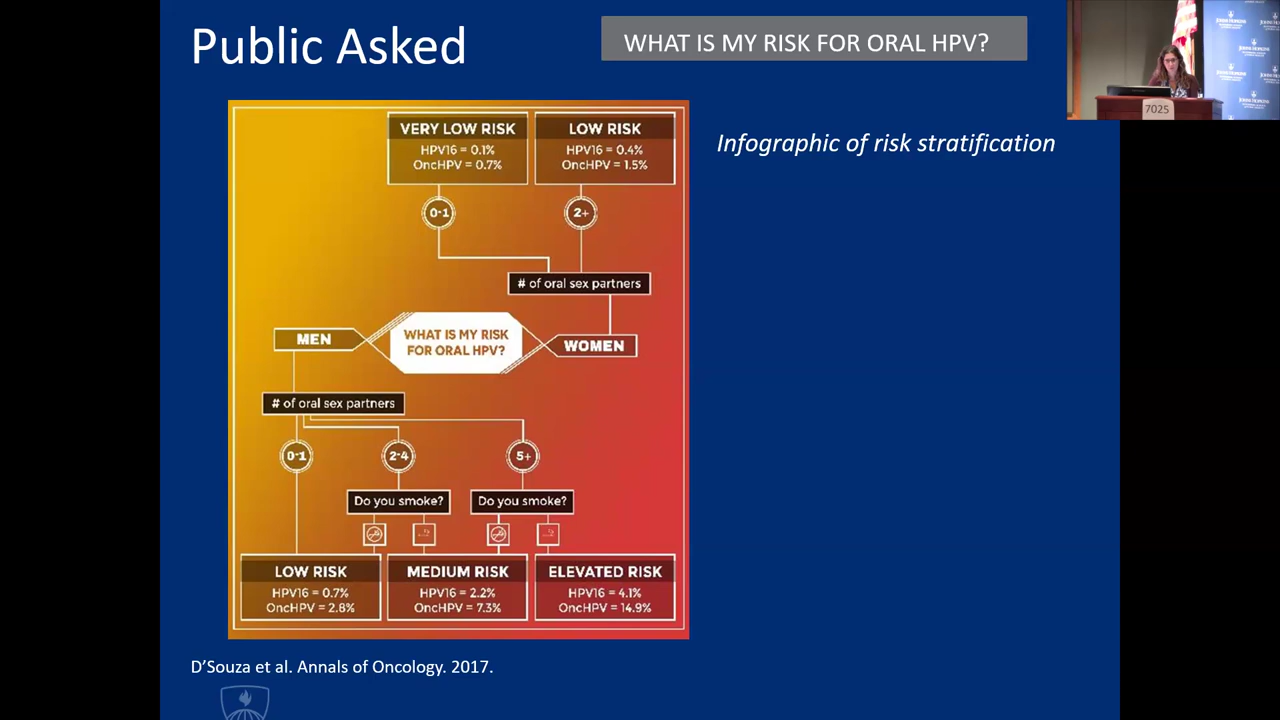 Public Asked
WHAT IS MY RISK FOR ORAL HPV?
7025
Infographic of risk stratification
VERY LOW RISK
HPV16 = 0.1%
OncHPV = 0.7%
LOW RISK
HPV16 = 0.4%
OncHPV = 1.5%
0-1
2+
# of oral sex partners
MEN
WHAT IS MY RISK
FOR ORAL HPV?
WOMEN
# of oral sex partners
0-1
2-4
5+
Do you smoke?
Do you smoke?
LOW RISK
HPV16 = 0.7%
OncHPV = 2.8%
MEDIUM RISK
HPV16 = 2.2%
OncHPV = 7.3%
ELEVATED RISK
HPV16 = 4.1%
OncHPV = 14.9%
D’Souza et al. Annals of Oncology. 2017.